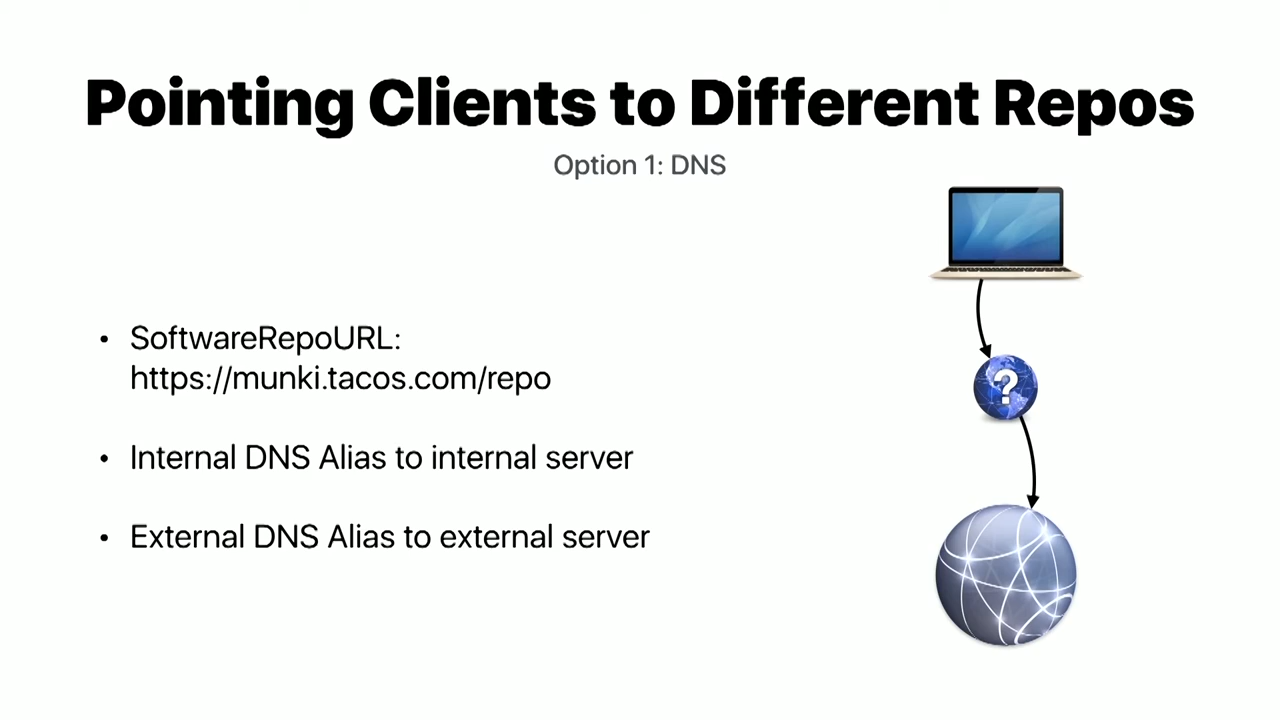 Pointing Clients to Different Repos
Option 1: DNS
• SoftwareRepoURL:
https://munki.tacos.com/repo
• Internal DNS Alias to internal server
• External DNS Alias to external server
?